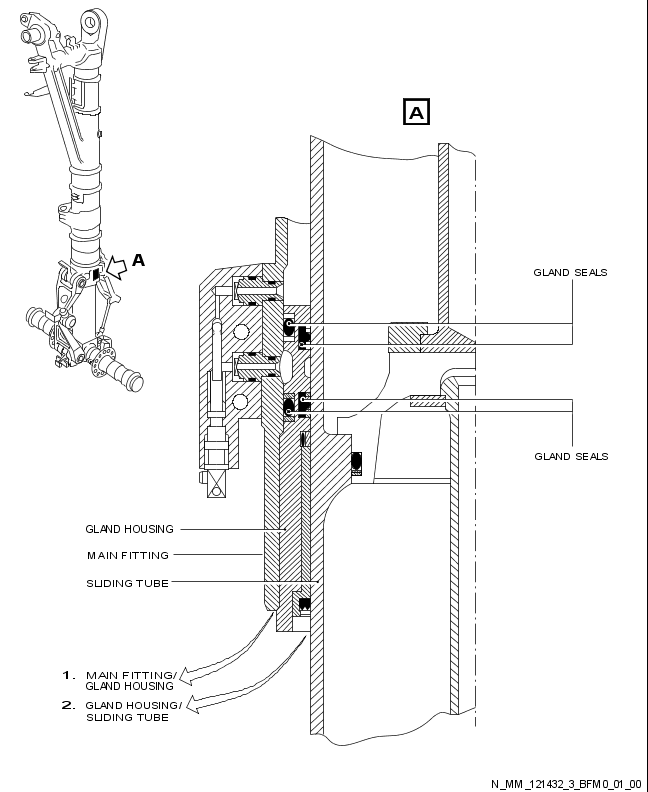 A
A
GLAND SEALS
GLAND SEALS
GLAND HOUSING
MAIN FITTING
SLIDING TUBE
1. MAIN FITTING/
GLAND HOUSING
2. GLAND HOUSING/
SLIDING TUBE
N_MM_121432_3_BFM0_01_00